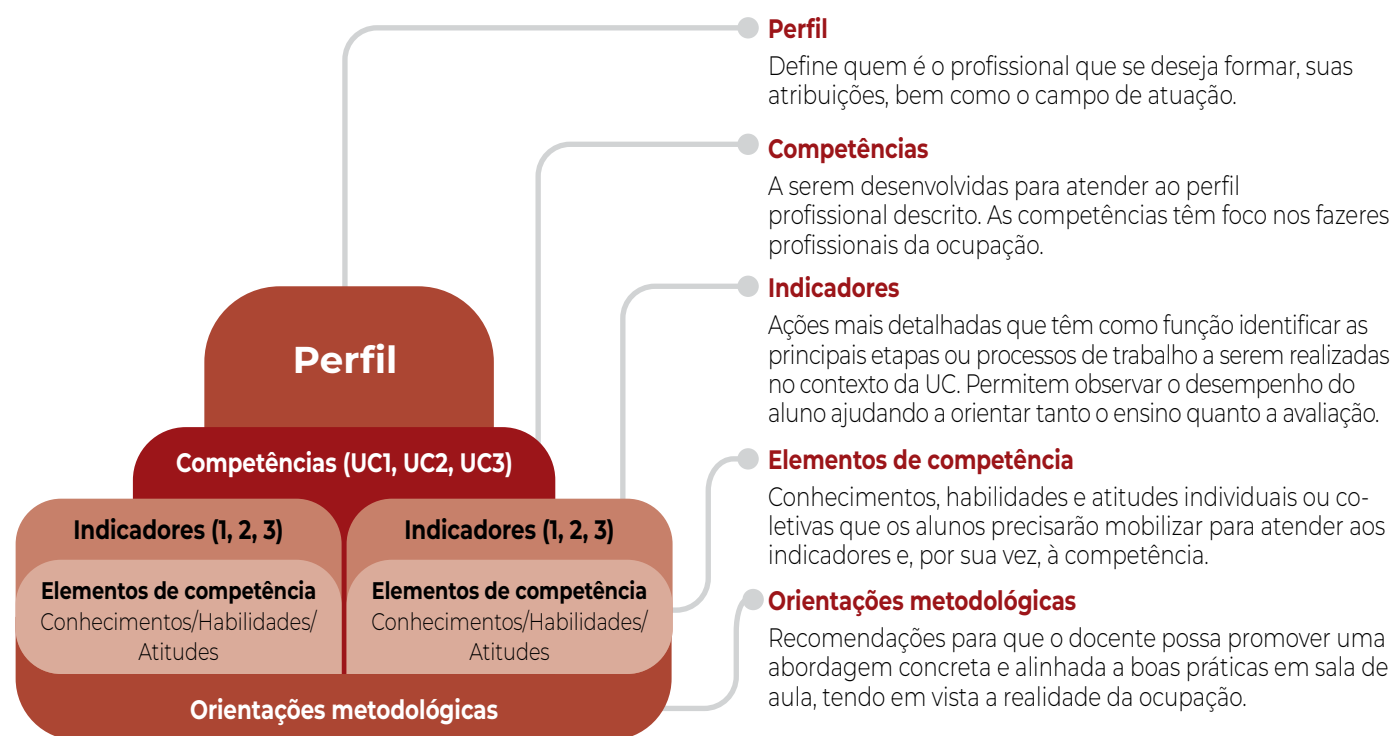 Perfil
Competências (UC1, UC2, UC3)
Indicadores (1, 2, 3)
Elementos de competência
Conhecimentos/Habilidades/
Atitudes
Indicadores (1, 2, 3)
Elementos de competência
Conhecimentos/Habilidades/
Atitudes
Orientações metodológicas
Perfil
Define quem é o profissional que se deseja formar, suas
atribuições, bem como o campo de atuação.
Competências
A serem desenvolvidas para atender ao perfil
profissional descrito. As competências têm foco nos fazeres
profissionais da ocupação.
Indicadores
Ações mais detalhadas que têm como função identificar as
principais etapas ou processos de trabalho a serem realizadas
no contexto da UC. Permitem observar o desempenho do
aluno ajudando a orientar tanto o ensino quanto a avaliação.
Elementos de competência
Conhecimentos, habilidades e atitudes individuais ou co-
letivas que os alunos precisarão mobilizar para atender aos
indicadores e, por sua vez, à competência.
Orientações metodológicas
Recomendações para que o docente possa promover uma
abordagem concreta e alinhada a boas práticas em sala de
aula, tendo em vista a realidade da ocupação.